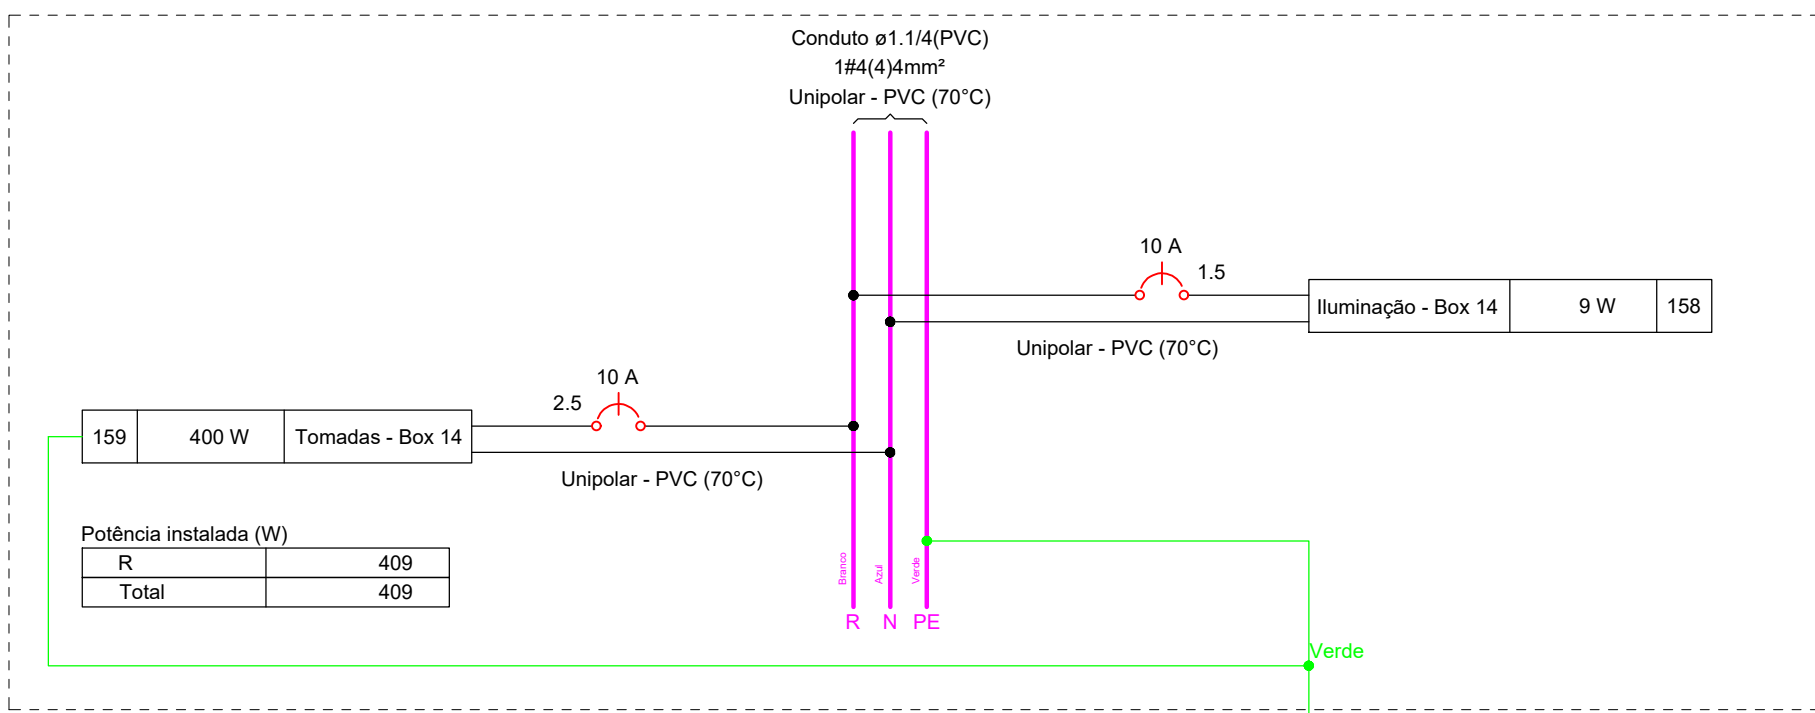 Conduto ø1.1/4(PVC)
1#4(4)4mm²
Unipolar - PVC (70°C)
10 A
1.5
Iluminação - Box 14
9 W
158
Unipolar - PVC (70°C)
10 A
2.5
159
400 W
Tomadas - Box 14
Unipolar - PVC (70°C)
Potência instalada (W)
R 409
Total 409
Branco
Azul
Verde
R N PE
Verde